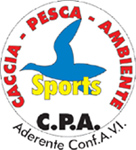 CACCIA - PESCA - AMBIENTE
Sports
C.P.A.
Aderente Conf.A.V.I.